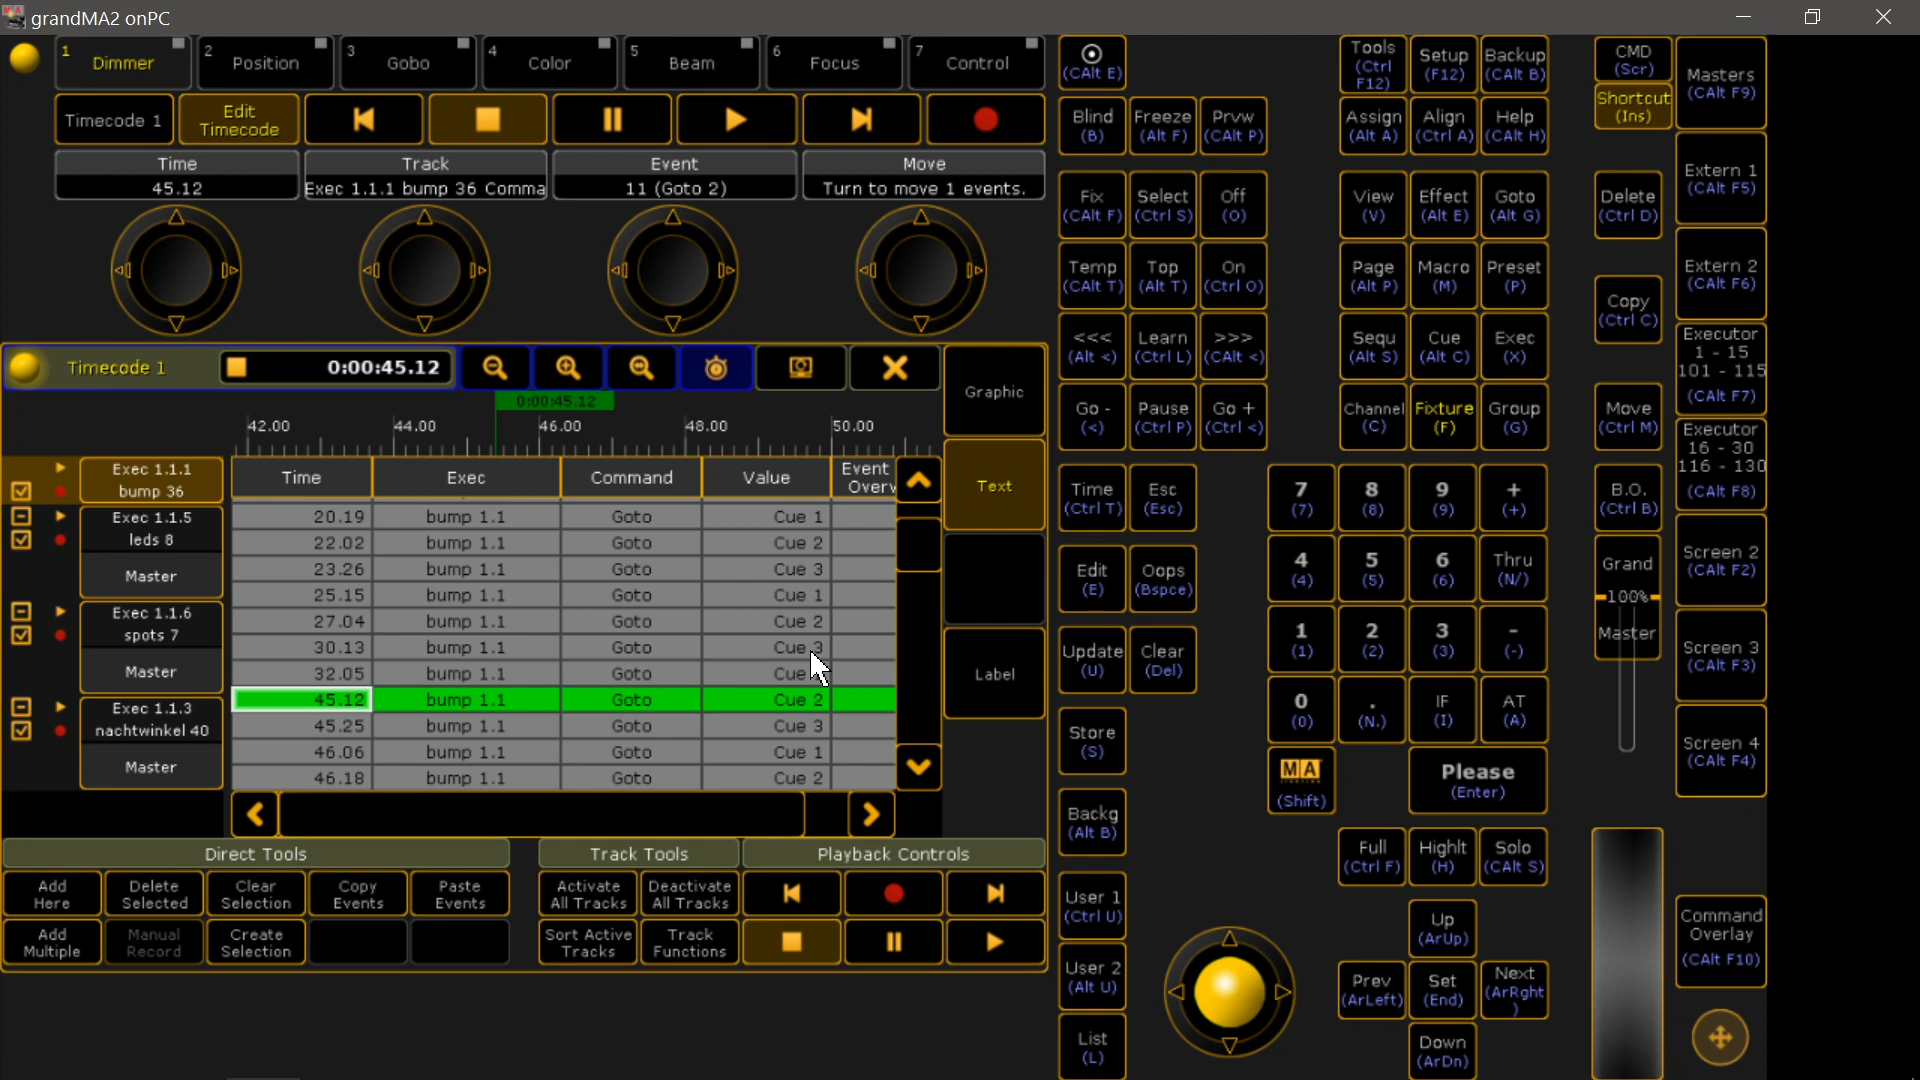 grandMA2 onPC
1 Dimmer
2 Position
3 Gobo
4 Color
5 Beam
6 Focus
7 Control
Timecode 1
Edit
Timecode
Time
45.12
Track
Exec 1.1.1 bump 36 Comma
Event
11 (Goto 2)
Move
Turn to move 1 events.
Timecode 1
0:00:45.12
0:00:45.12
42.00 44.00 46.00 48.00 50.00
Graphic
Text
Label
Exec 1.1.1
bump 36
Exec 1.1.5
leds 8
Master
Exec 1.1.6
spots 7
Master
Exec 1.1.3
nachtwinkel 40
Master
Time Exec Command Value Event
Overv
20.19 bump 1.1 Goto Cue 1
22.02 bump 1.1 Goto Cue 2
23.26 bump 1.1 Goto Cue 3
25.15 bump 1.1 Goto Cue 1
27.04 bump 1.1 Goto Cue 2
30.13 bump 1.1 Goto Cue 3
32.05 bump 1.1 Goto Cue
45.12 bump 1.1 Goto Cue 2
45.25 bump 1.1 Goto Cue 3
46.06 bump 1.1 Goto Cue 1
46.18 bump 1.1 Goto Cue 2
Direct Tools
Track Tools
Playback Controls
Add
Here
Delete
Selected
Clear
Selection
Copy
Events
Paste
Events
Activate
All Tracks
Deactivate
All Tracks
Add
Multiple
Manual
Record
Create
Selection
Sort Active
Tracks
Track
Functions
(CAlt E)
Tools
(Ctrl
F12)
Setup
(F12)
Backup
(CAlt B)
CMD
(Scr)
Shortcut
(Ins)
Masters
(CAlt F9)
Blind
(B)
Freeze
(Alt F)
Prvw
(CAlt P)
Assign
(Alt A)
Align
(Ctrl A)
Help
(CAlt H)
Extern 1
(CAlt F5)
Fix
(CAlt F)
Select
(Ctrl S)
Off
(O)
View
(V)
Effect
(Alt E)
Goto
(Alt G)
Delete
(Ctrl D)
Temp
(CAlt T)
Top
(Alt T)
On
(Ctrl O)
Page
(Alt P)
Macro
(M)
Preset
(P)
Extern 2
(CAlt F6)
Copy
(Ctrl C)
<<<
(Alt <)
Learn
(Ctrl L)
>>>
(CAlt <)
Sequ
(Alt S)
Cue
(Alt C)
Exec
(X)
Executor
1 - 15
101 - 115
(CAlt F7)
Go -
(<)
Pause
(Ctrl P)
Go +
(Ctrl <)
Channel
(C)
Fixture
(F)
Group
(G)
Move
(Ctrl M)
Executor
16 - 30
116 - 130
(CAlt F8)
Time
(Ctrl T)
Esc
(Esc)
7
(7)
8
(8)
9
(9)
+
(+)
B.O.
(Ctrl B)
Edit
(E)
Oops
(Bspce)
4
(4)
5
(5)
6
(6)
Thru
(N/)
Grand
100%
Master
Screen 2
(CAlt F2)
Update
(U)
Clear
(Del)
1
(1)
2
(2)
3
(3)
-
(-)
Screen 3
(CAlt F3)
Store
(S)
0
(0)
.
(N.)
IF
(I)
AT
(A)
Screen 4
(CAlt F4)
MA
(Shift)
Please
(Enter)
Backg
(Alt B)
Full
(Ctrl F)
Highlt
(H)
Solo
(CAlt S)
User 1
(Ctrl U)
Up
(ArUp)
Command
Overlay
(CAlt F10)
User 2
(Alt U)
Prev
(ArLeft)
Set
(End)
Next
(ArRght
)
List
(L)
Down
(ArDn)